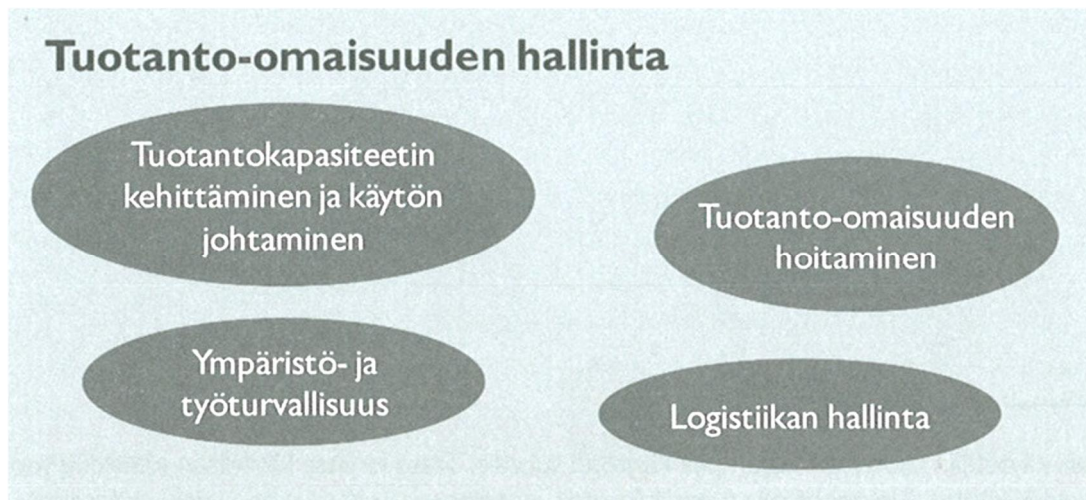 Tuotanto-omaisuuden hallinta
Tuotantokapasiteetin
kehittäminen ja käytön
johtaminen
Tuotanto-omaisuuden
hoitaminen
Ympäristö- ja
työturvallisuus
Logistiikan hallinta